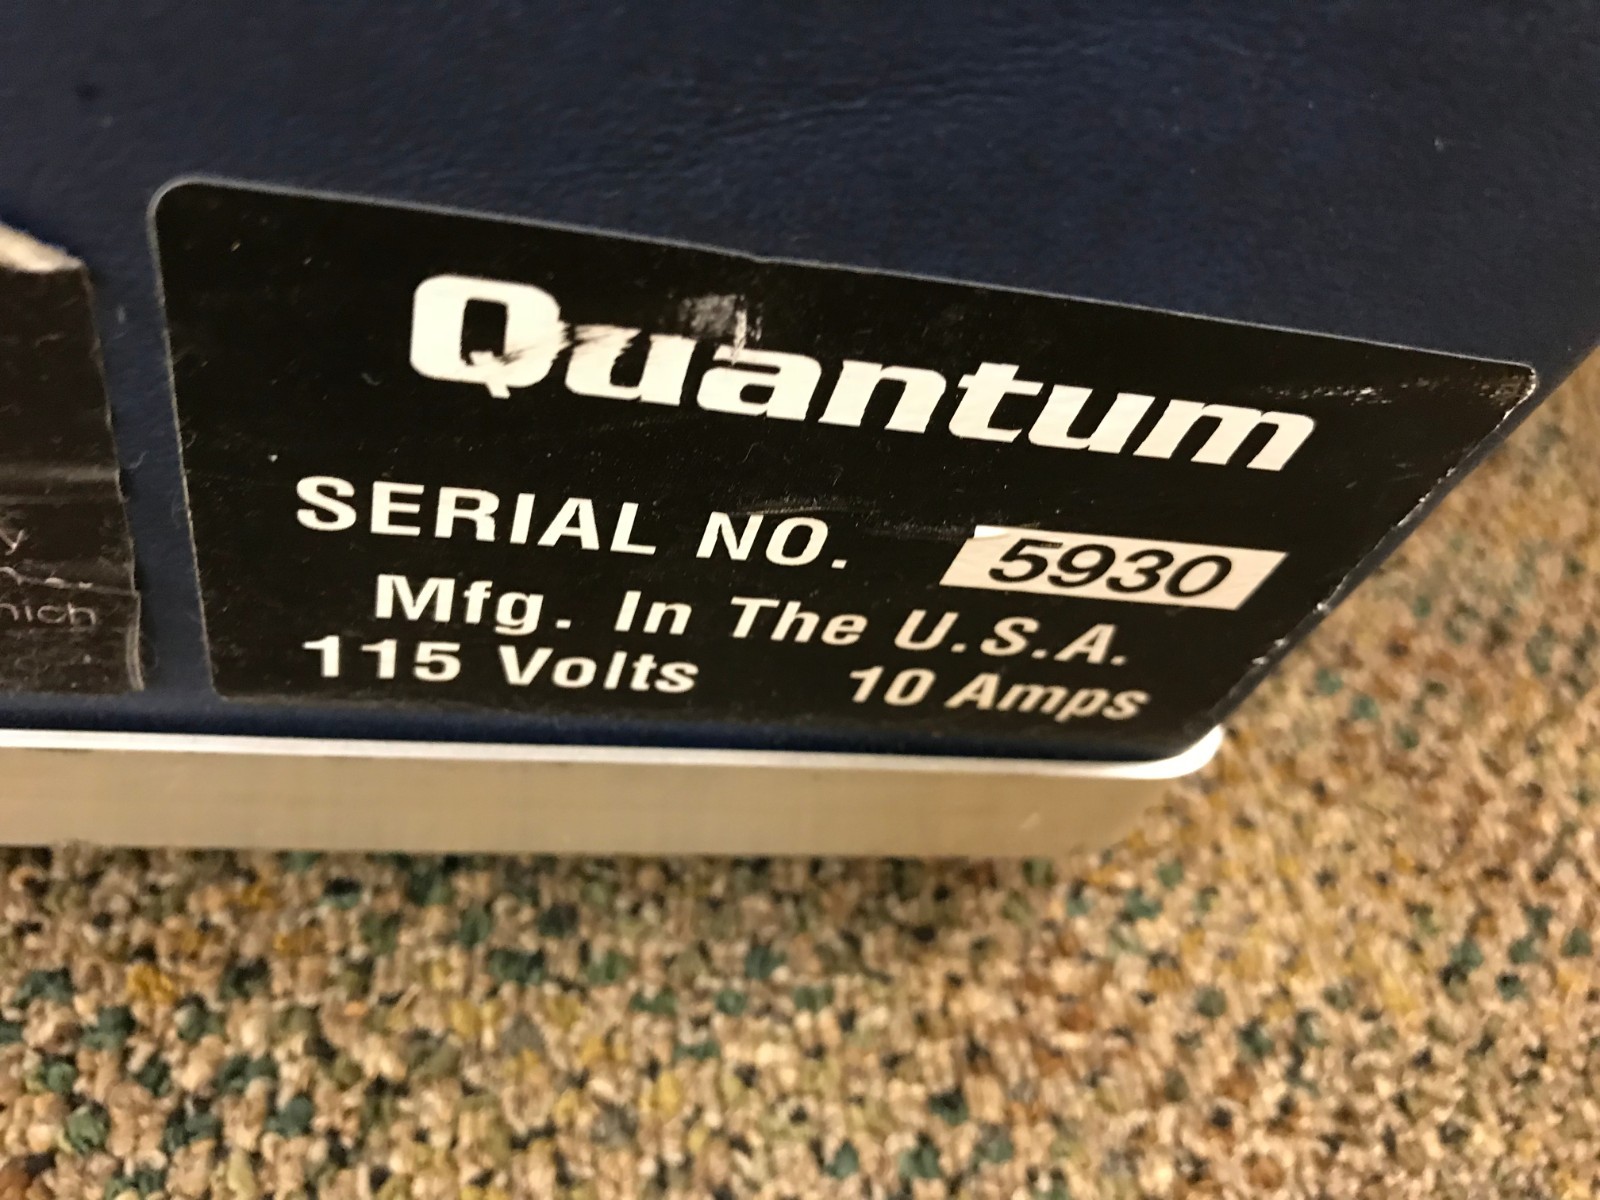 Quantum
SERIAL NO. 5930
Mfg. In The U.S.A.
115 Volts 10 Amps